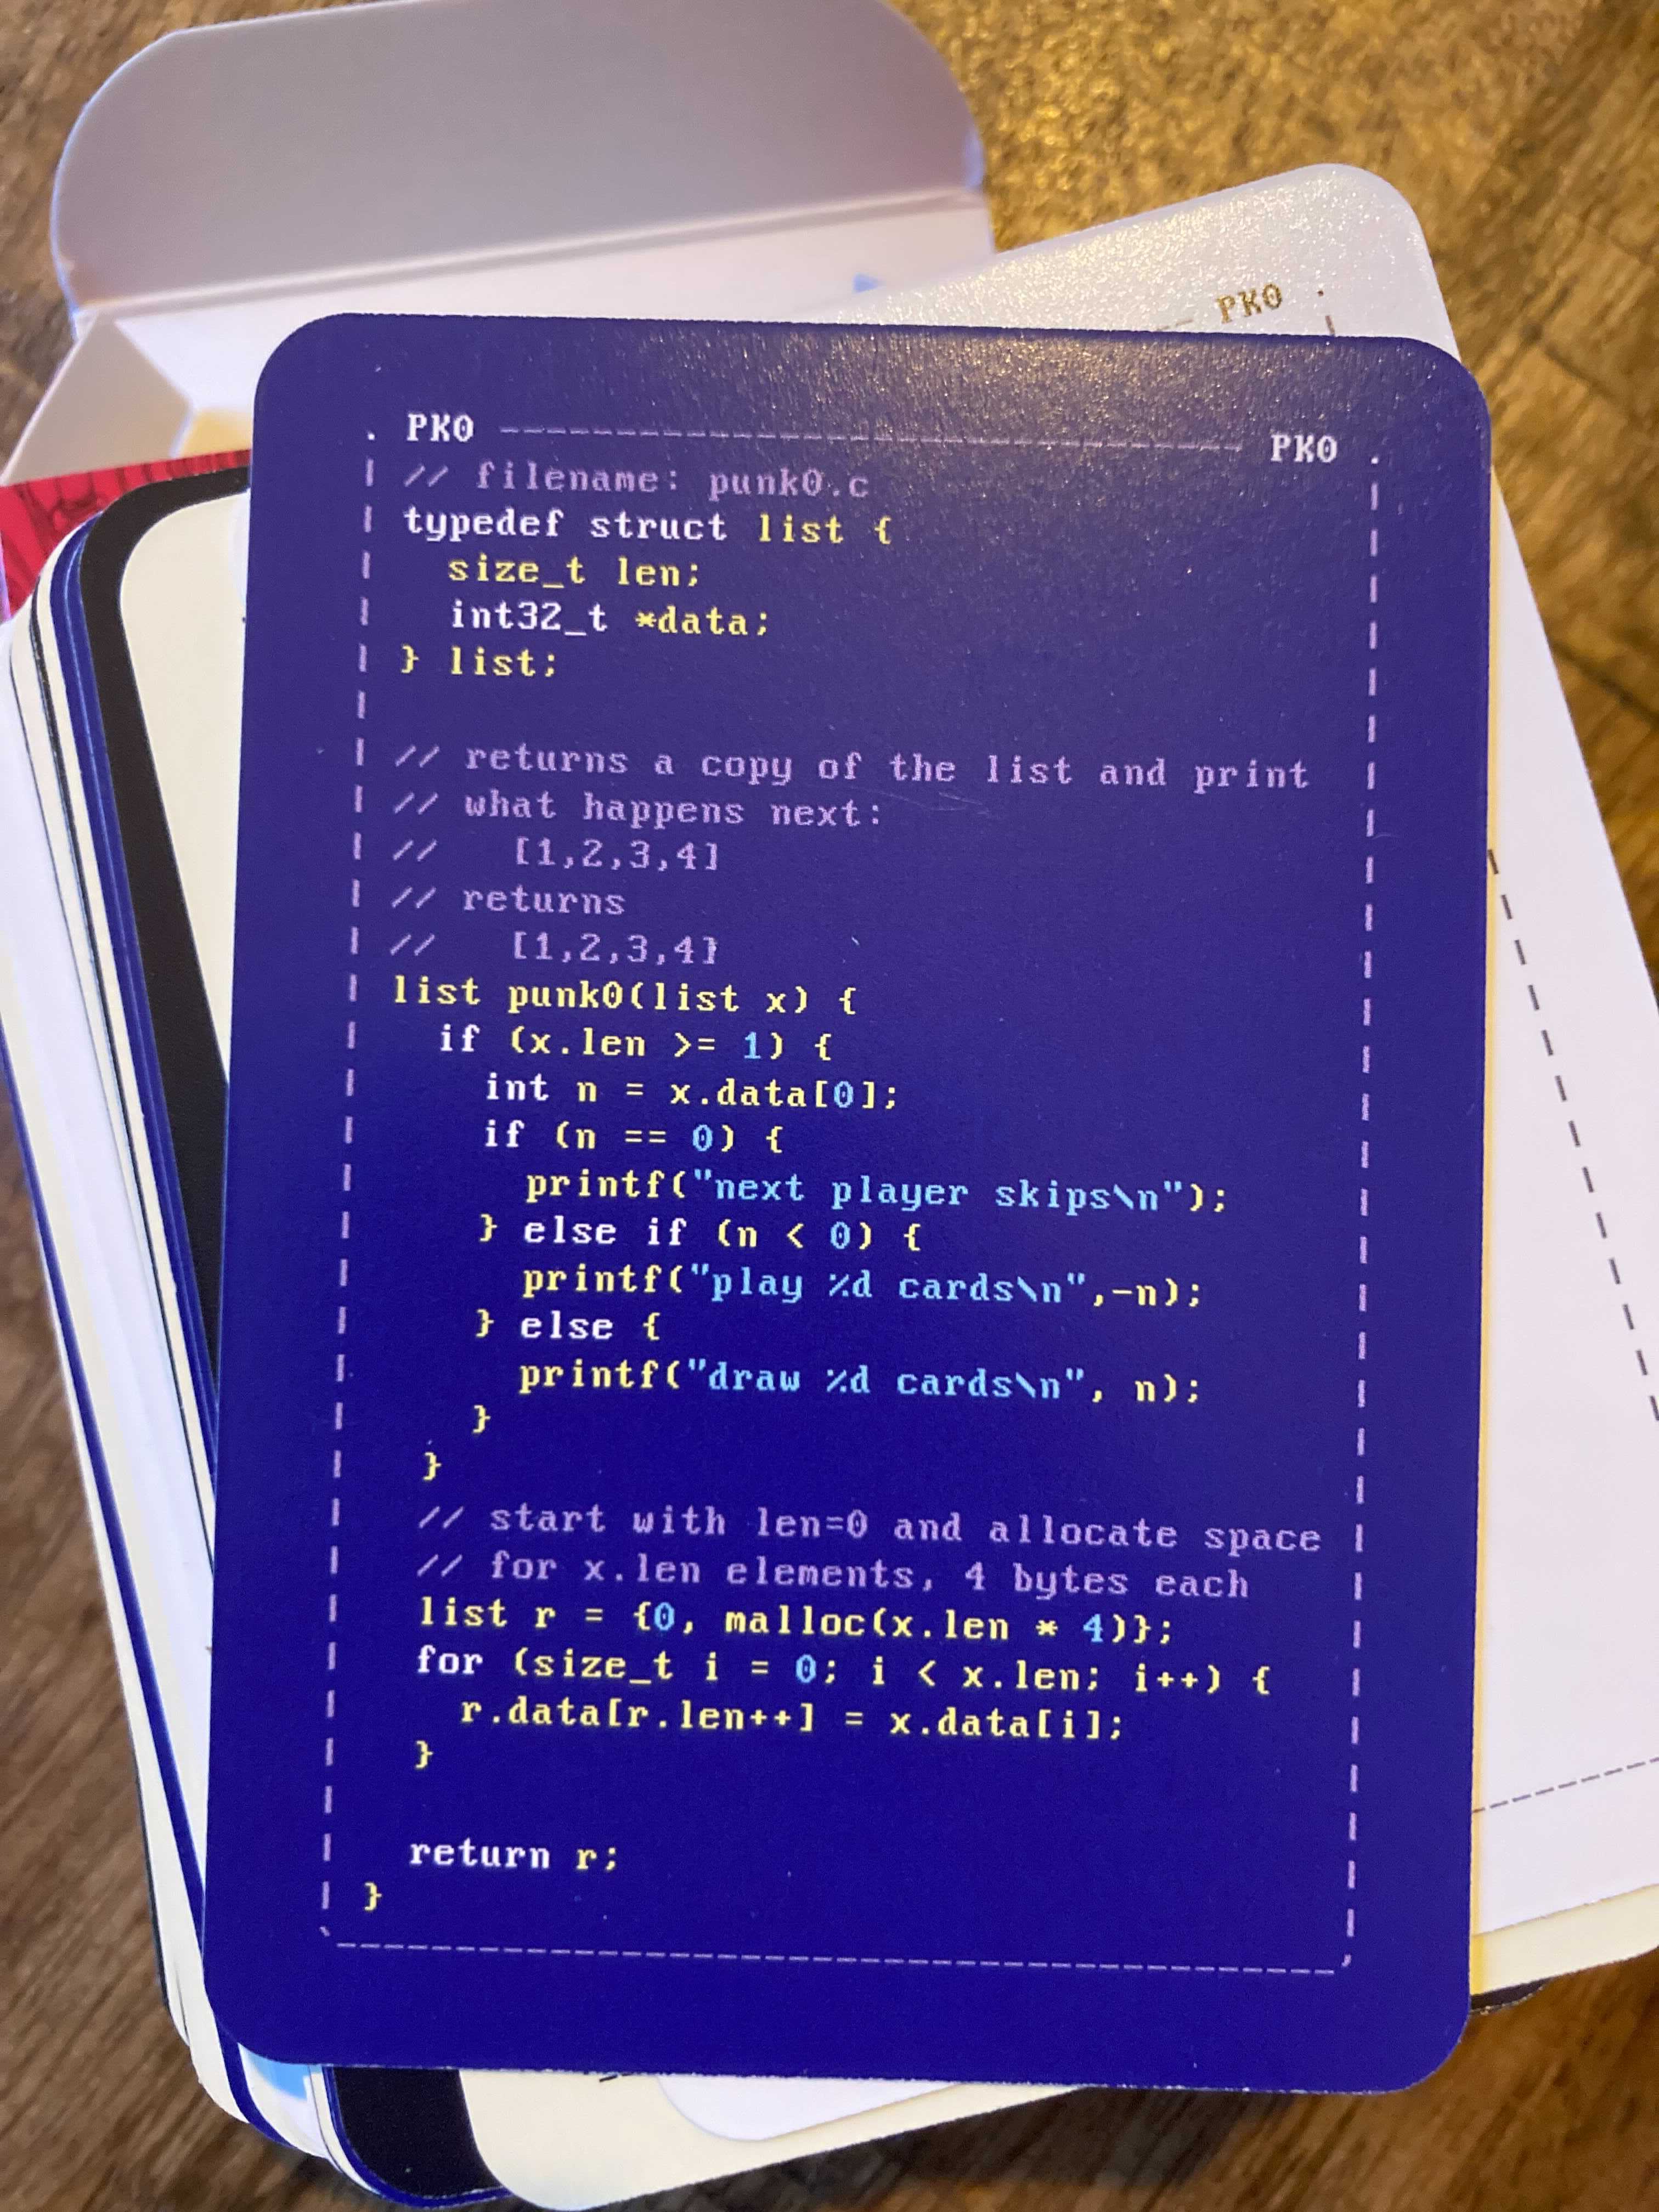 PK0
. PK0 -------------------------------- PK0 .
| // filename: punk0.c |
| typedef struct list { |
|   size_t len; |
|   int32_t *data; |
| } list; |
| |
| // returns a copy of the list and print |
| // what happens next: |
| //   [1,2,3,4] |
| // returns |
| //   [1,2,3,4] |
| list punk0(list x) { |
|   if (x.len >= 1) { |
|     int n = x.data[0]; |
|     if (n == 0) { |
|       printf("next player skips\n"); |
|     } else if (n < 0) { |
|       printf("play %d cards\n",-n); |
|     } else { |
|       printf("draw %d cards\n", n); |
|     } |
|   } |
|   // start with len=0 and allocate space |
|   // for x.len elements, 4 bytes each |
|   list r = {0, malloc(x.len * 4)}; |
|   for (size_t i = 0; i < x.len; i++) { |
|     r.data[r.len++] = x.data[i]; |
|   } |
| |
|   return r; |
| } |
`-------------------------------------------'